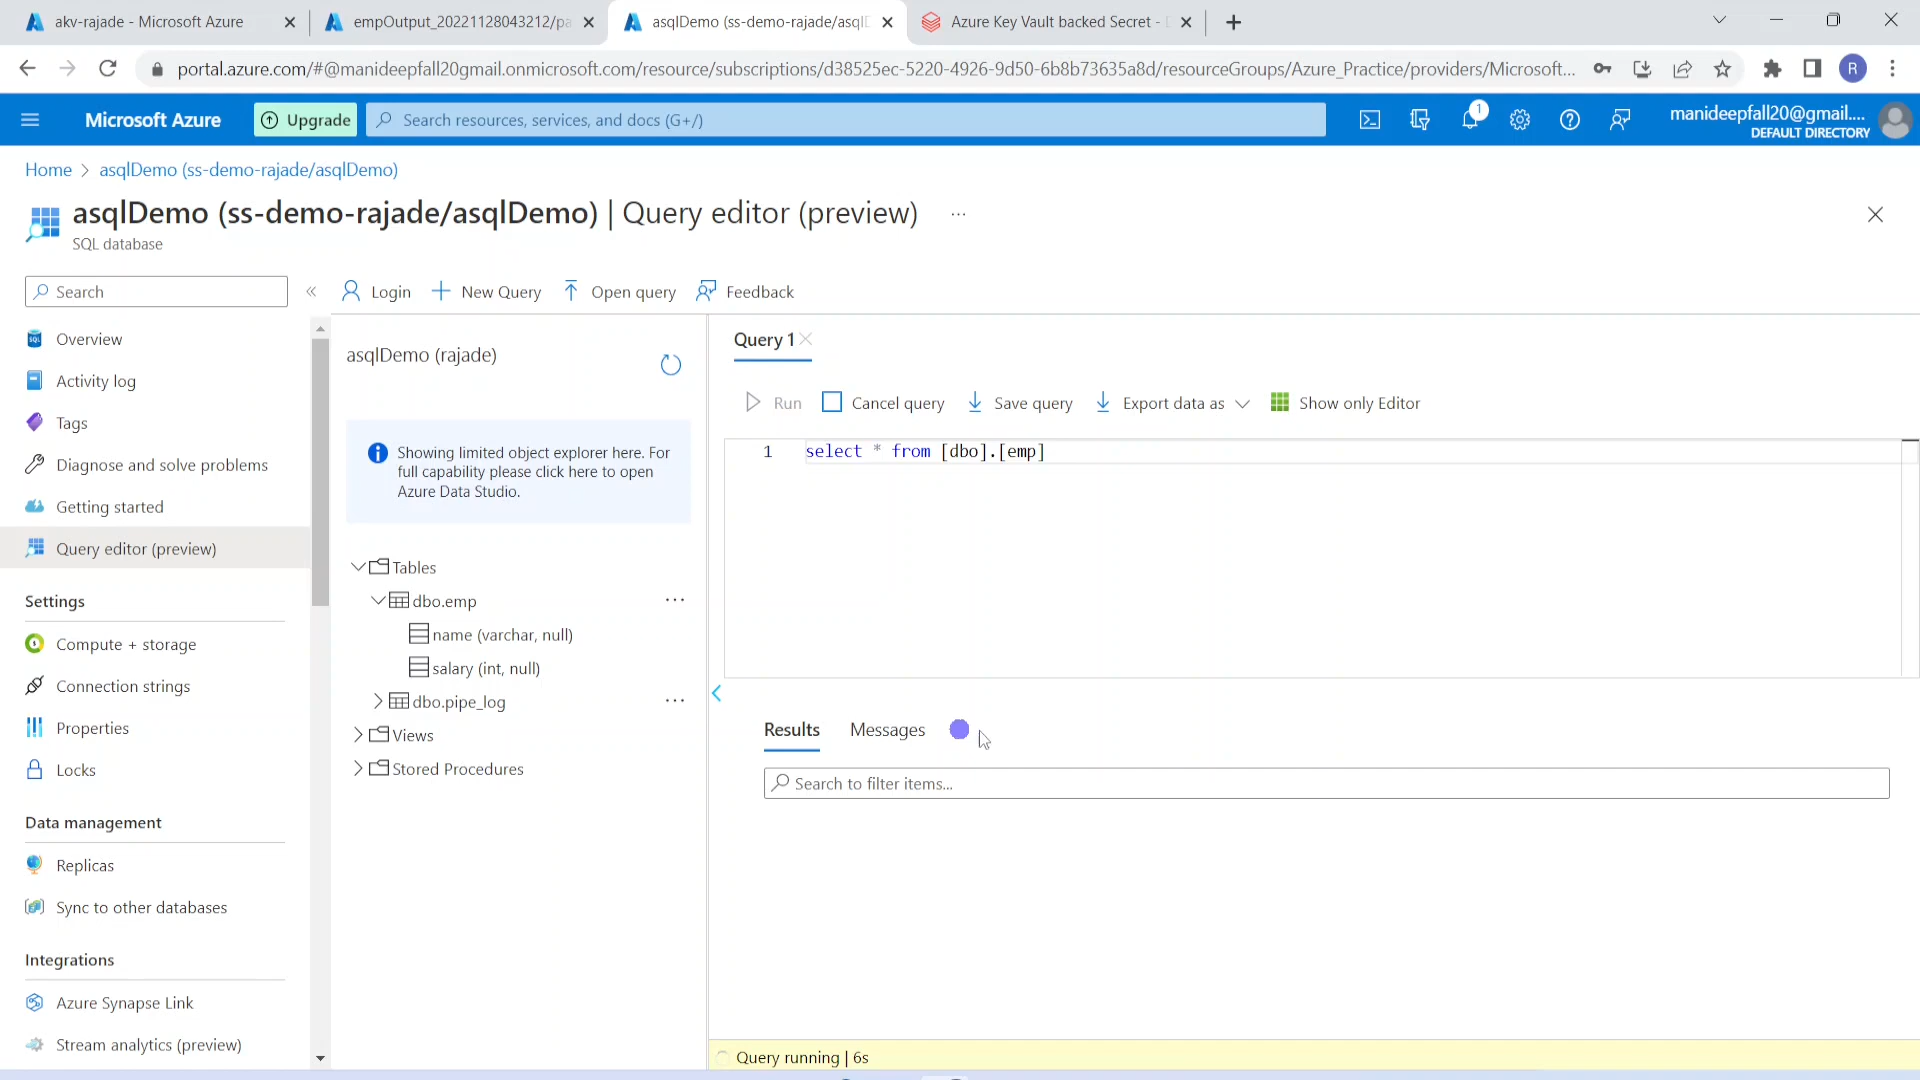 akv-rajade - Microsoft Azure
empOutput_20221128043212/pa
asqlDemo (ss-demo-rajade/asqlD
Azure Key Vault backed Secret - D
portal.azure.com/#@manideepfall20gmail.onmicrosoft.com/resource/subscriptions/d38525ec-5220-4926-9d50-6b8b73635a8d/resourceGroups/Azure_Practice/providers/Microsoft...
R
Microsoft Azure
Upgrade
Search resources, services, and docs (G+/)
1
manideepfall20@gmail....
DEFAULT DIRECTORY
Home > asqlDemo (ss-demo-rajade/asqlDemo)
asqlDemo (ss-demo-rajade/asqlDemo) | Query editor (preview) ...
SQL database
Search
Login
New Query
Open query
Feedback
Overview
Activity log
Tags
Diagnose and solve problems
Getting started
Query editor (preview)
Settings
Compute + storage
Connection strings
Properties
Locks
Data management
Replicas
Sync to other databases
Integrations
Azure Synapse Link
Stream analytics (preview)
asqlDemo (rajade)
Showing limited object explorer here. For
full capability please click here to open
Azure Data Studio.
Tables
dbo.emp
name (varchar, null)
salary (int, null)
dbo.pipe_log
Views
Stored Procedures
Query 1
Run
Cancel query
Save query
Export data as
Show only Editor
1 select * from [dbo].[emp]
Results
Messages
Search to filter items...
Query running | 6s